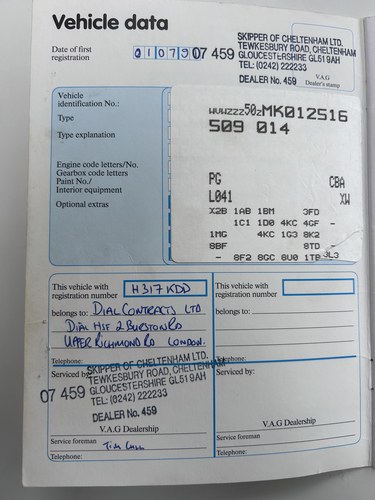 Vehicle data
SKIPPER OF CHELTENHAM LTD.
TEWKESBURY ROAD, CHELTENHAM
GLOUCESTERSHIRE GL51 9AH
TEL: (0242) 222233
DEALER No. 459
V.A.G
Dealer's stamp
Date of first
registration
010790
07 459
Vehicle
identification No.:
WVWZZZ50ZMK012516
Type
509 014
Type explanation
Engine code letters/No.
PG
Gearbox code letters
CBA
Paint No./
Interior equipment
L041
XW
Optional extras
X2B 1AB 1BM 3FD
1C1 1D0 4KC 4GF -
1MG 4KC 1G3 8K2
8BF 8TD -
- 8F2 8GC 8U0 1TB 3L3
This vehicle with
registration number
H317 KDD
belongs to: DIAL CONTRACTS LTD
DIAL HSE 2 BURSTON RD
UPPER RICHMOND RD LONDON.
Telephone:
Serviced by:
SKIPPER OF CHELTENHAM LTD.
TEWKESBURY ROAD, CHELTENHAM
GLOUCESTERSHIRE GL51 9AH
TEL: (0242) 222233
07 459
DEALER No. 459
V.A.G Dealership
Service foreman
Telephone:
This vehicle with
registration number
belongs to:
Telephone:
Serviced by:
V.A.G Dealership
Service foreman
Telephone: